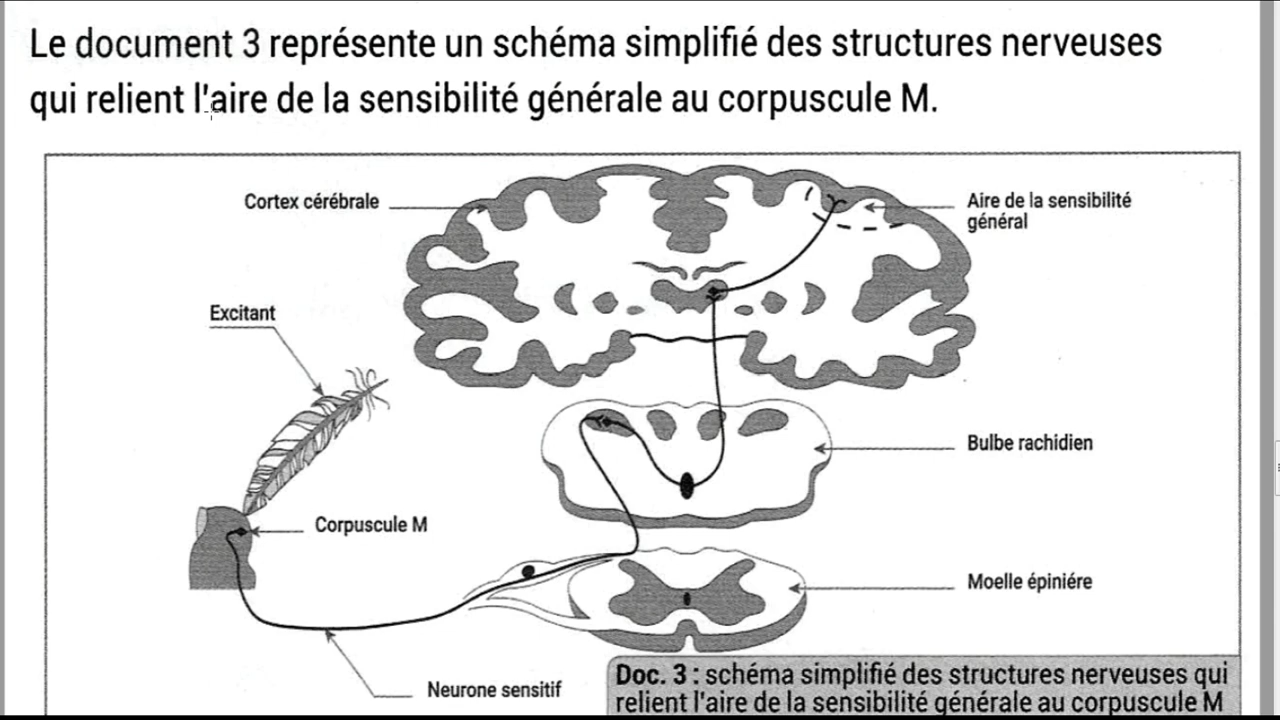 Le document 3 représente un schéma simplifié des structures nerveuses
qui relient l'aire de la sensibilité générale au corpuscule M.
Cortex cérébrale
Aire de la sensibilité
général
Excitant
Bulbe rachidien
Corpuscule M
Moelle épiniére
Neurone sensitif
Doc. 3 : schéma simplifié des structures nerveuses qui
relient l'aire de la sensibilité générale au corpuscule M